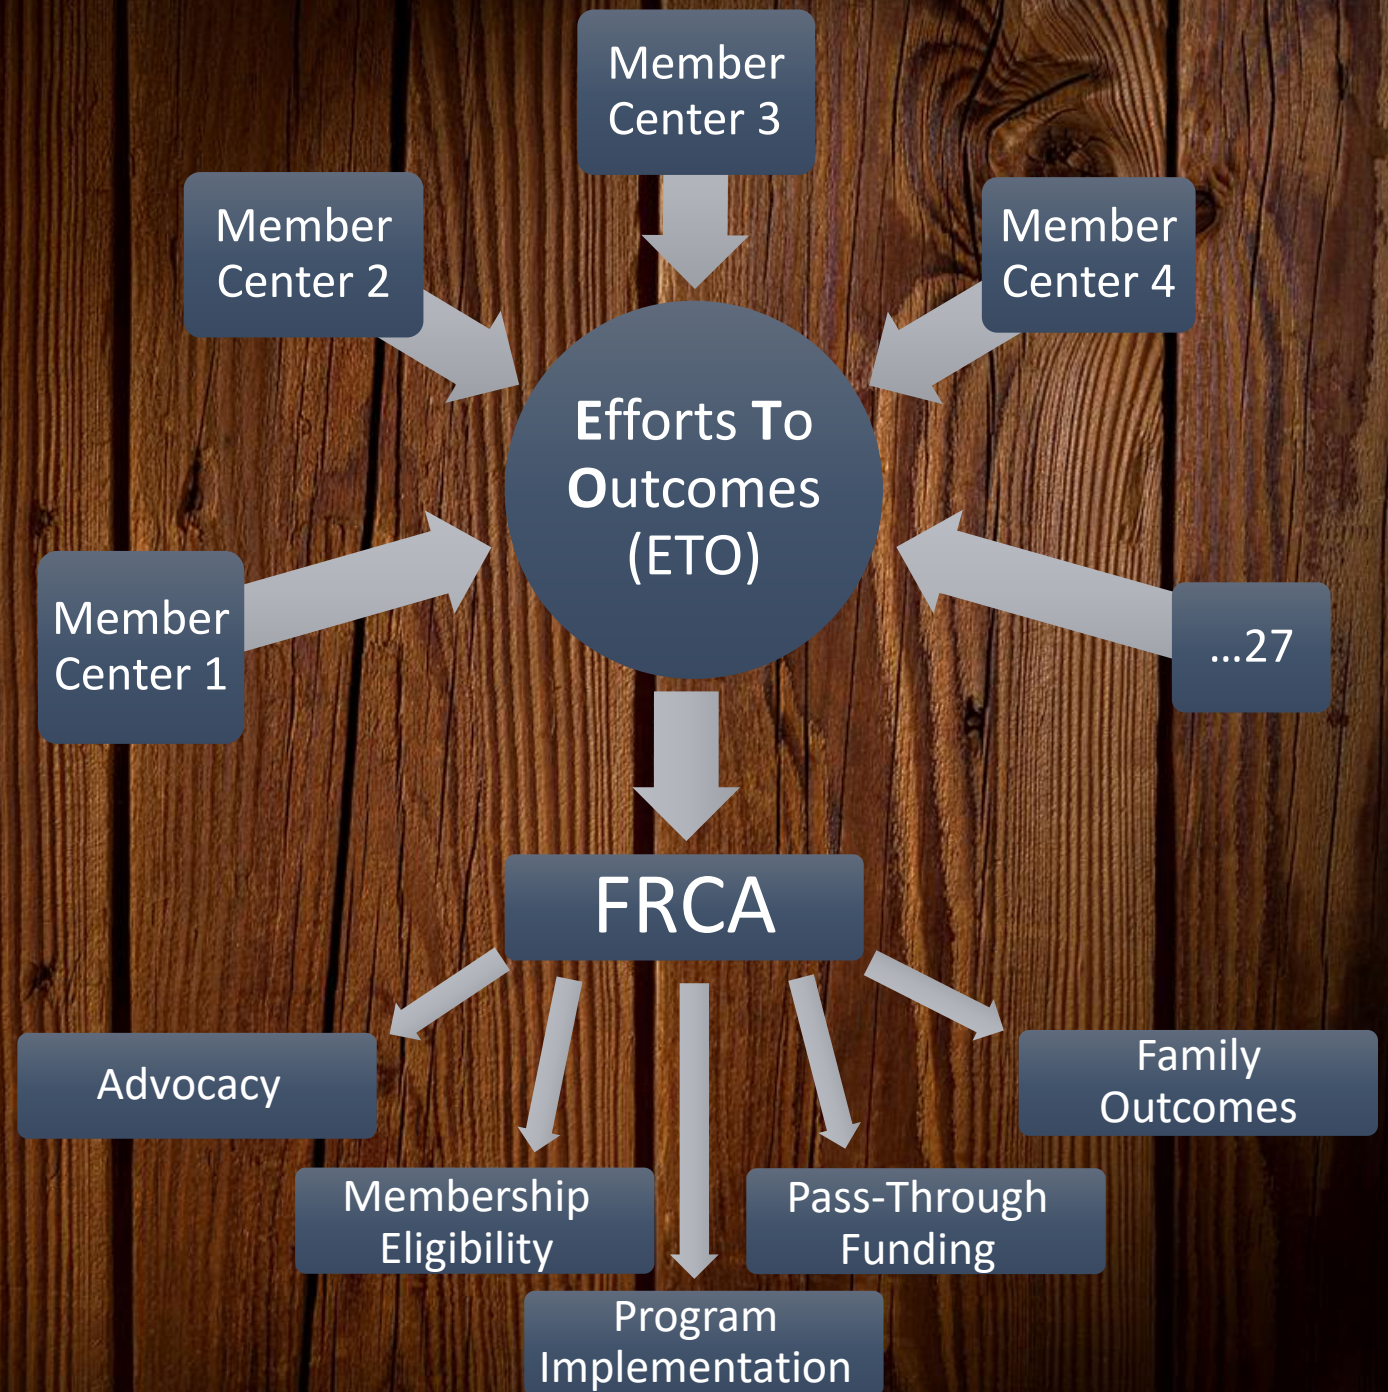 Member
Center 3
Member
Center 2
Member
Center 4
Efforts To
Outcomes
(ETO)
Member
Center 1
...27
FRCA
Advocacy
Family
Outcomes
Membership
Eligibility
Pass-Through
Funding
Program
Implementation